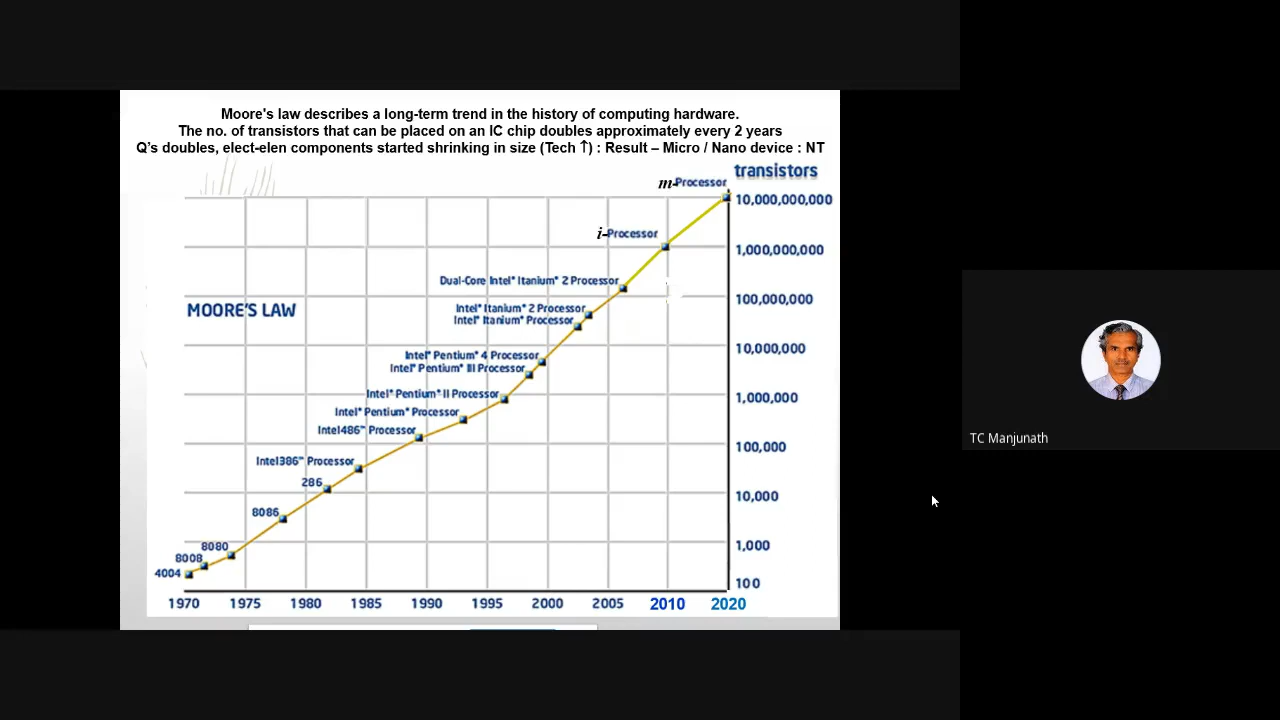 Moore's law describes a long-term trend in the history of computing hardware.
The no. of transistors that can be placed on an IC chip doubles approximately every 2 years
Q's doubles, elect-elen components started shrinking in size (Tech ↑) : Result – Micro / Nano device : NT
transistors
m-Processor
10,000,000,000
i-Processor
1,000,000,000
Dual-Core Intel® Itanium® 2 Processor
100,000,000
MOORE'S LAW
Intel® Itanium® 2 Processor
Intel® Itanium® Processor
10,000,000
Intel® Pentium® 4 Processor
Intel® Pentium® III Processor
1,000,000
Intel® Pentium® II Processor
Intel® Pentium® Processor
Intel486™ Processor
TC Manjunath
100,000
Intel386™ Processor
286
10,000
8086
8080
1,000
8008
4004
100
1970 1975 1980 1985 1990 1995 2000 2005 2010 2020